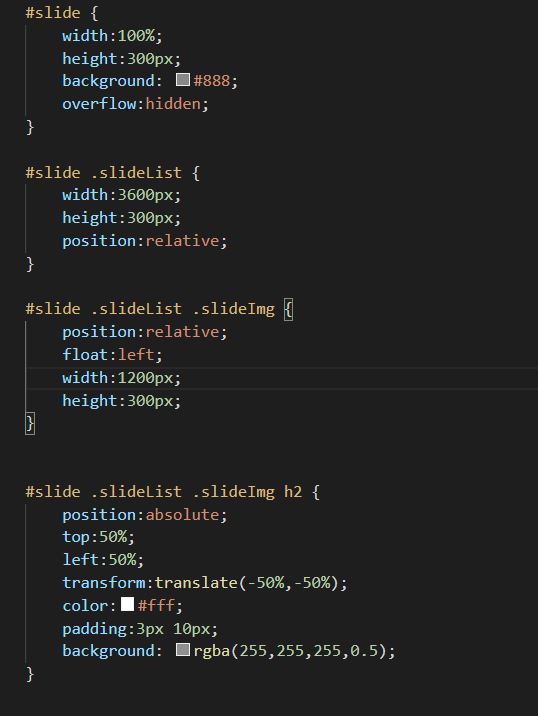 #slide {
    width:100%;
    height:300px;
    background: #888;
    overflow:hidden;
}
#slide .slideList {
    width:3600px;
    height:300px;
    position:relative;
}
#slide .slideList .slideImg {
    position:relative;
    float:left;
    width:1200px;
    height:300px;
}
#slide .slideList .slideImg h2 {
    position:absolute;
    top:50%;
    left:50%;
    transform:translate(-50%,-50%);
    color:#fff;
    padding:3px 10px;
    background: rgba(255,255,255,0.5);
}